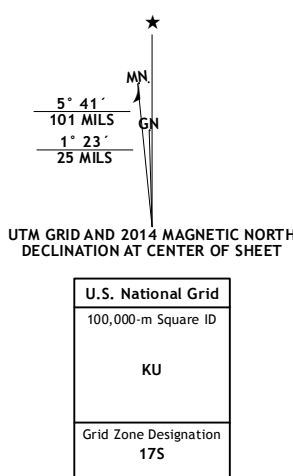 ★
MN
GN
5° 41´
101 MILS
1° 23´
25 MILS
UTM GRID AND 2014 MAGNETIC NORTH
DECLINATION AT CENTER OF SHEET
U.S. National Grid
100,000-m Square ID
KU
Grid Zone Designation
17S